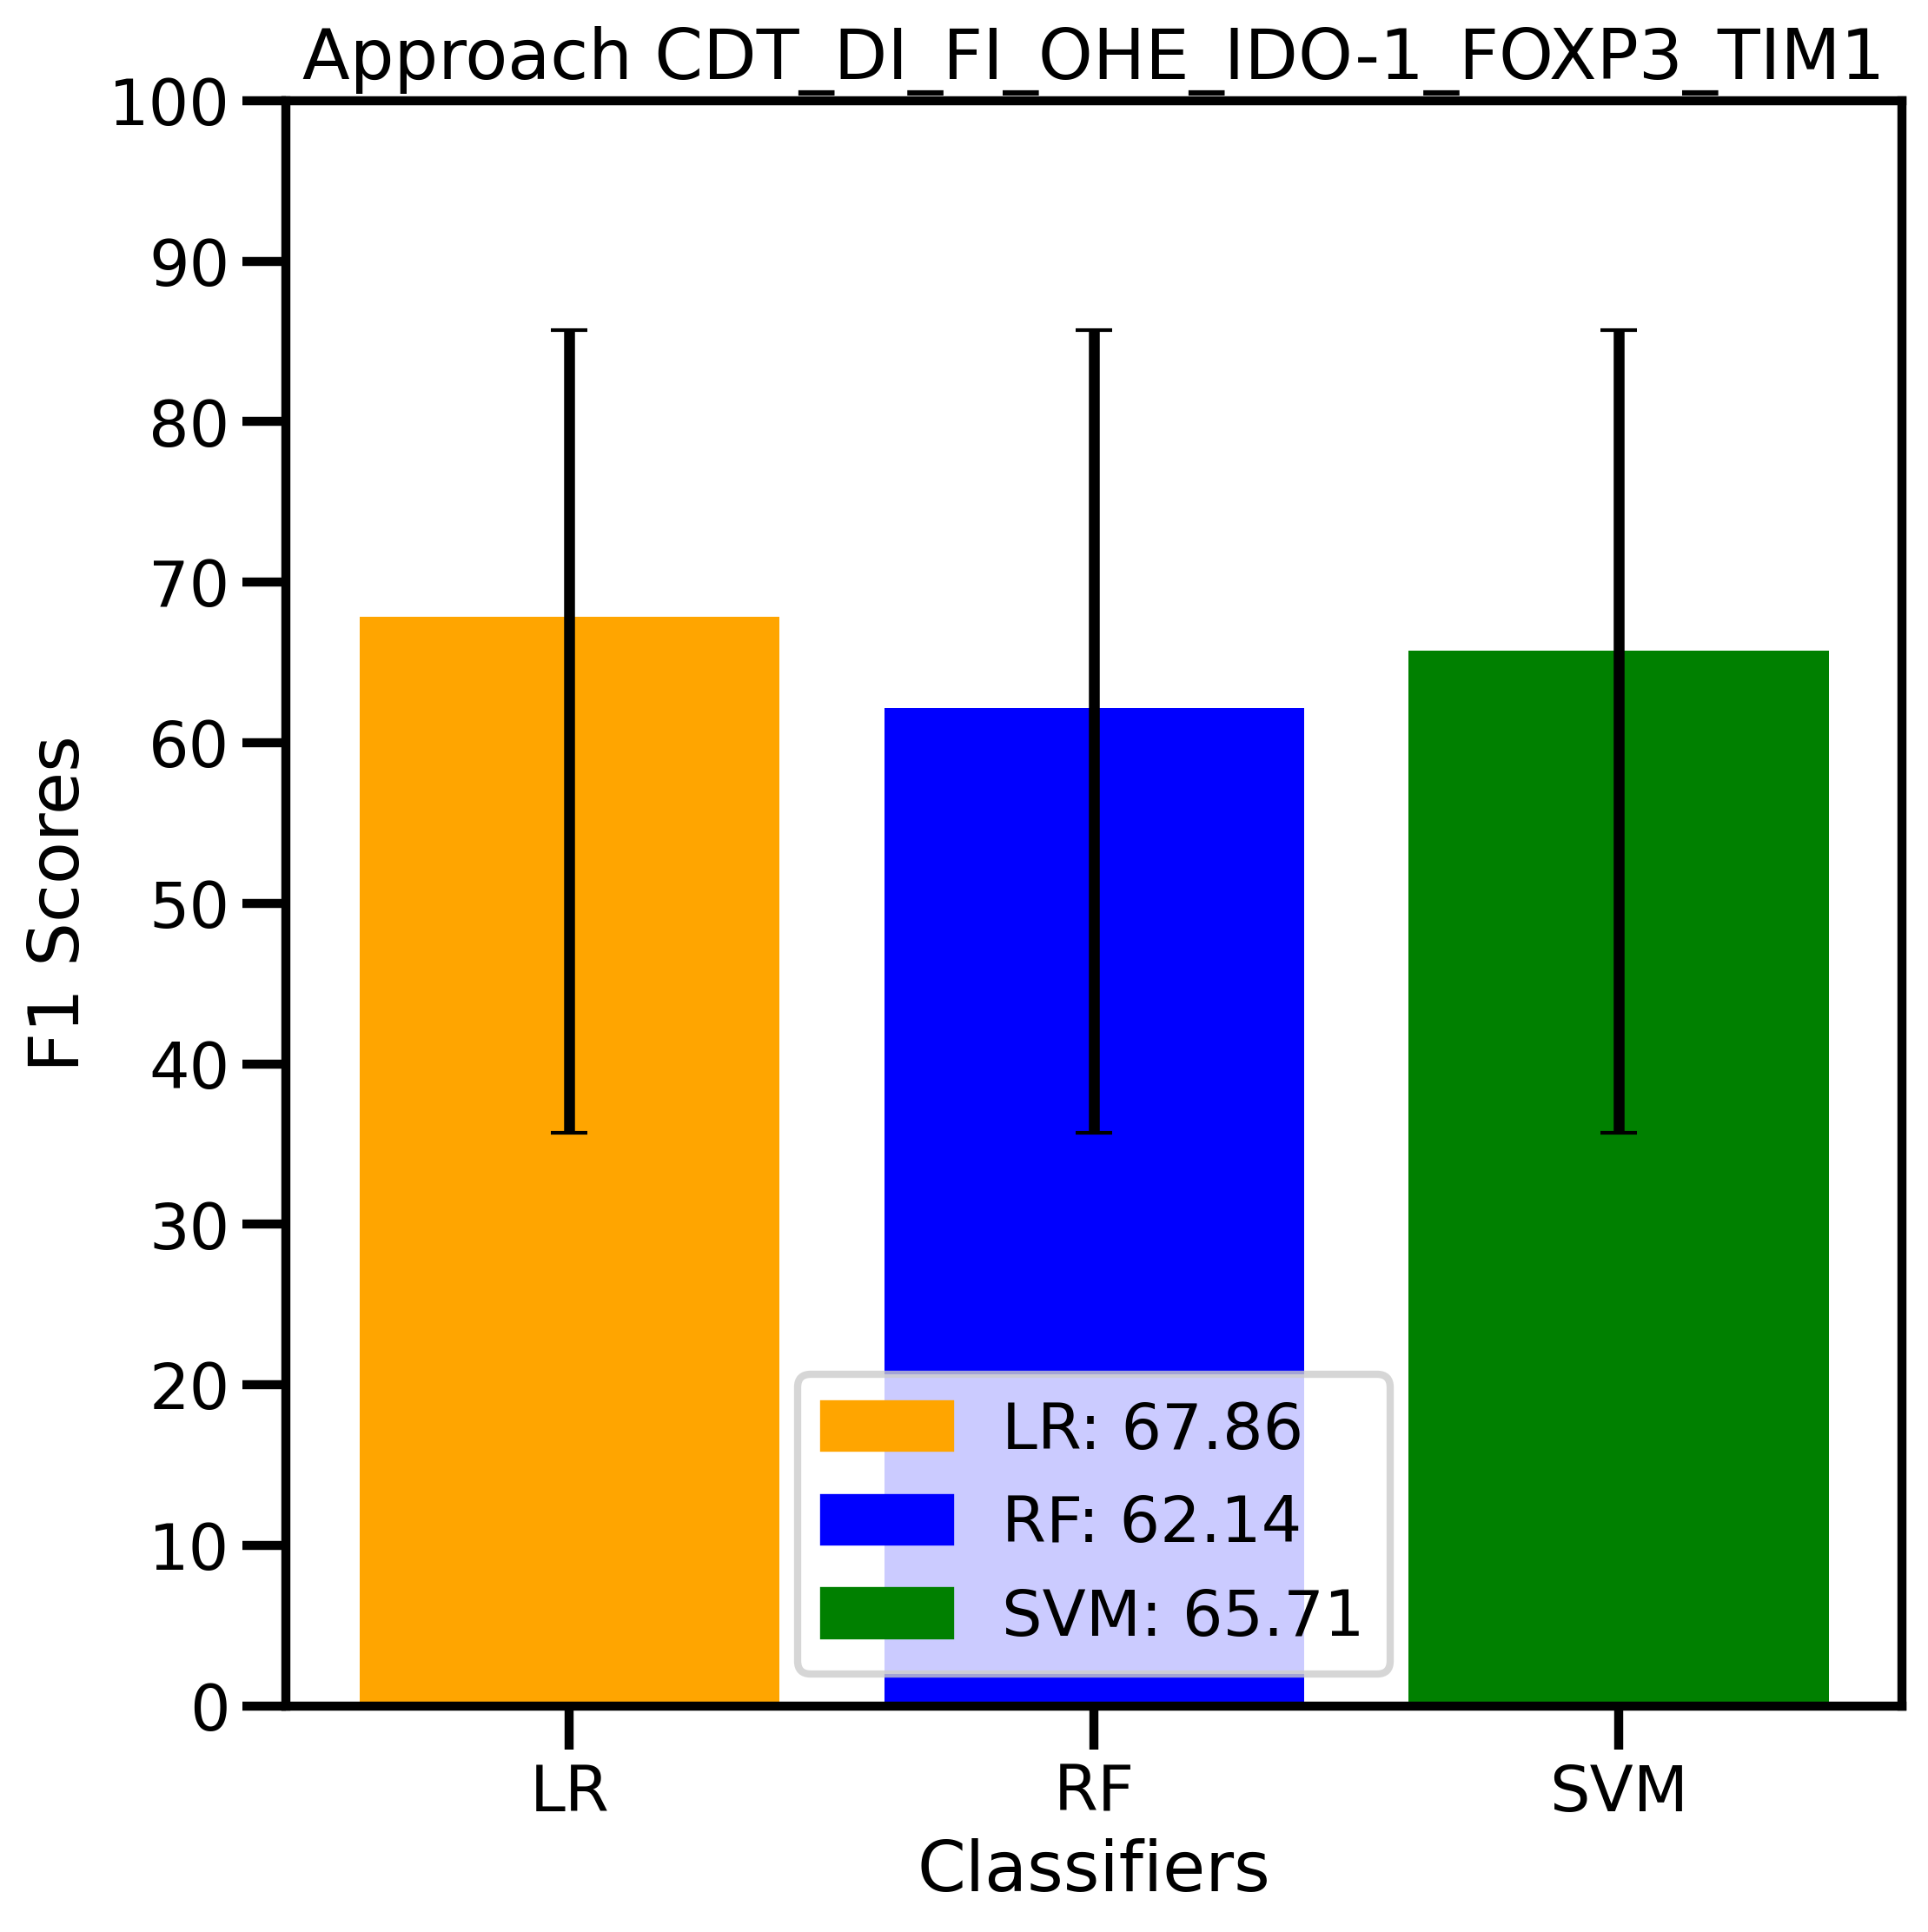 Approach CDT_DI_FI_OHE_IDO-1_FOXP3_TIM1
100
90
80
70
60
50
40
30
20
10
0
F1 Scores
LR: 67.86
RF: 62.14
SVM: 65.71
LR RF SVM
Classifiers